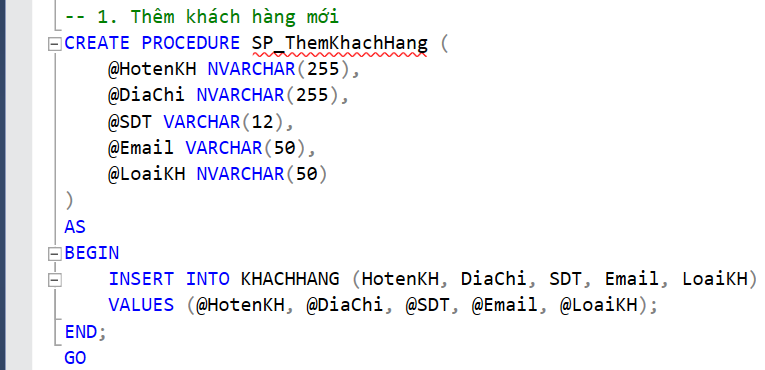 -- 1. Thêm khách hàng mới
CREATE PROCEDURE SP_ThemKhachHang (
@HotenKH NVARCHAR(255),
@DiaChi NVARCHAR(255),
@SDT VARCHAR(12),
@Email VARCHAR(50),
@LoaiKH NVARCHAR(50)
)
AS
BEGIN
INSERT INTO KHACHHANG (HotenKH, DiaChi, SDT, Email, LoaiKH)
VALUES (@HotenKH, @DiaChi, @SDT, @Email, @LoaiKH);
END;
GO